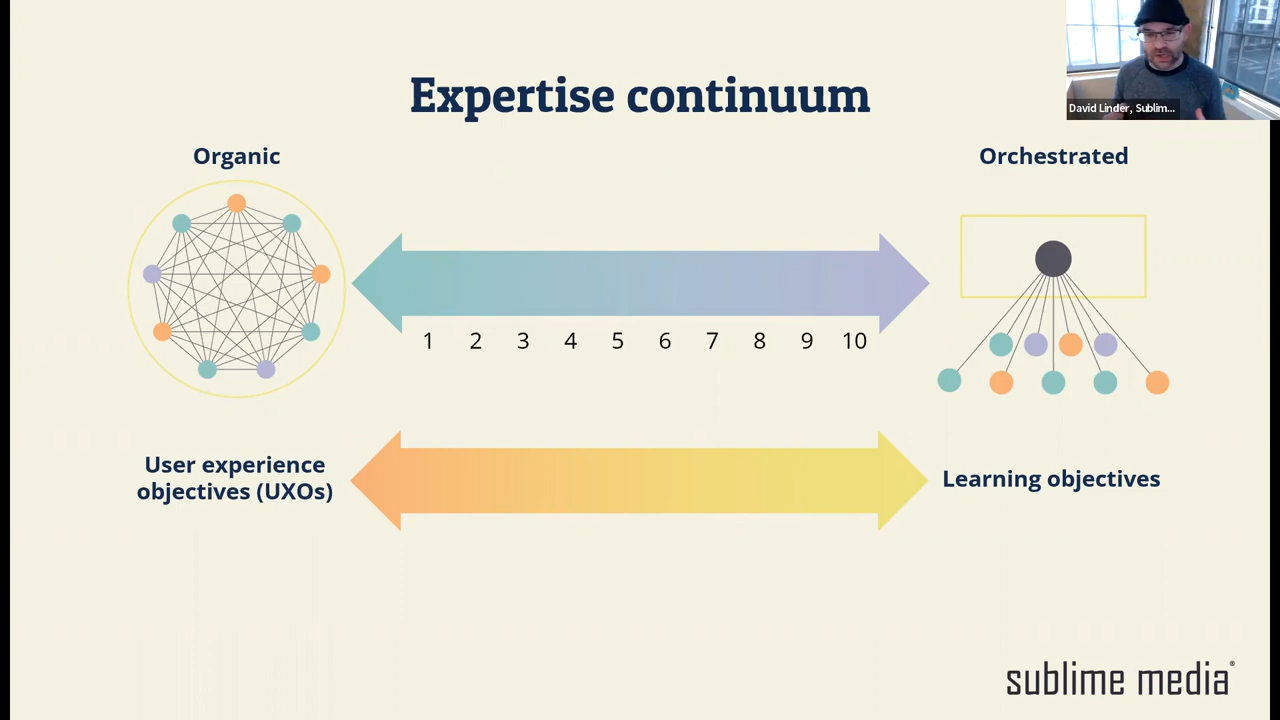 Expertise continuum
David Linder, Sublim...
Organic
Orchestrated
1 2 3 4 5 6 7 8 9 10
User experience
objectives (UXOs)
Learning objectives
sublime media®